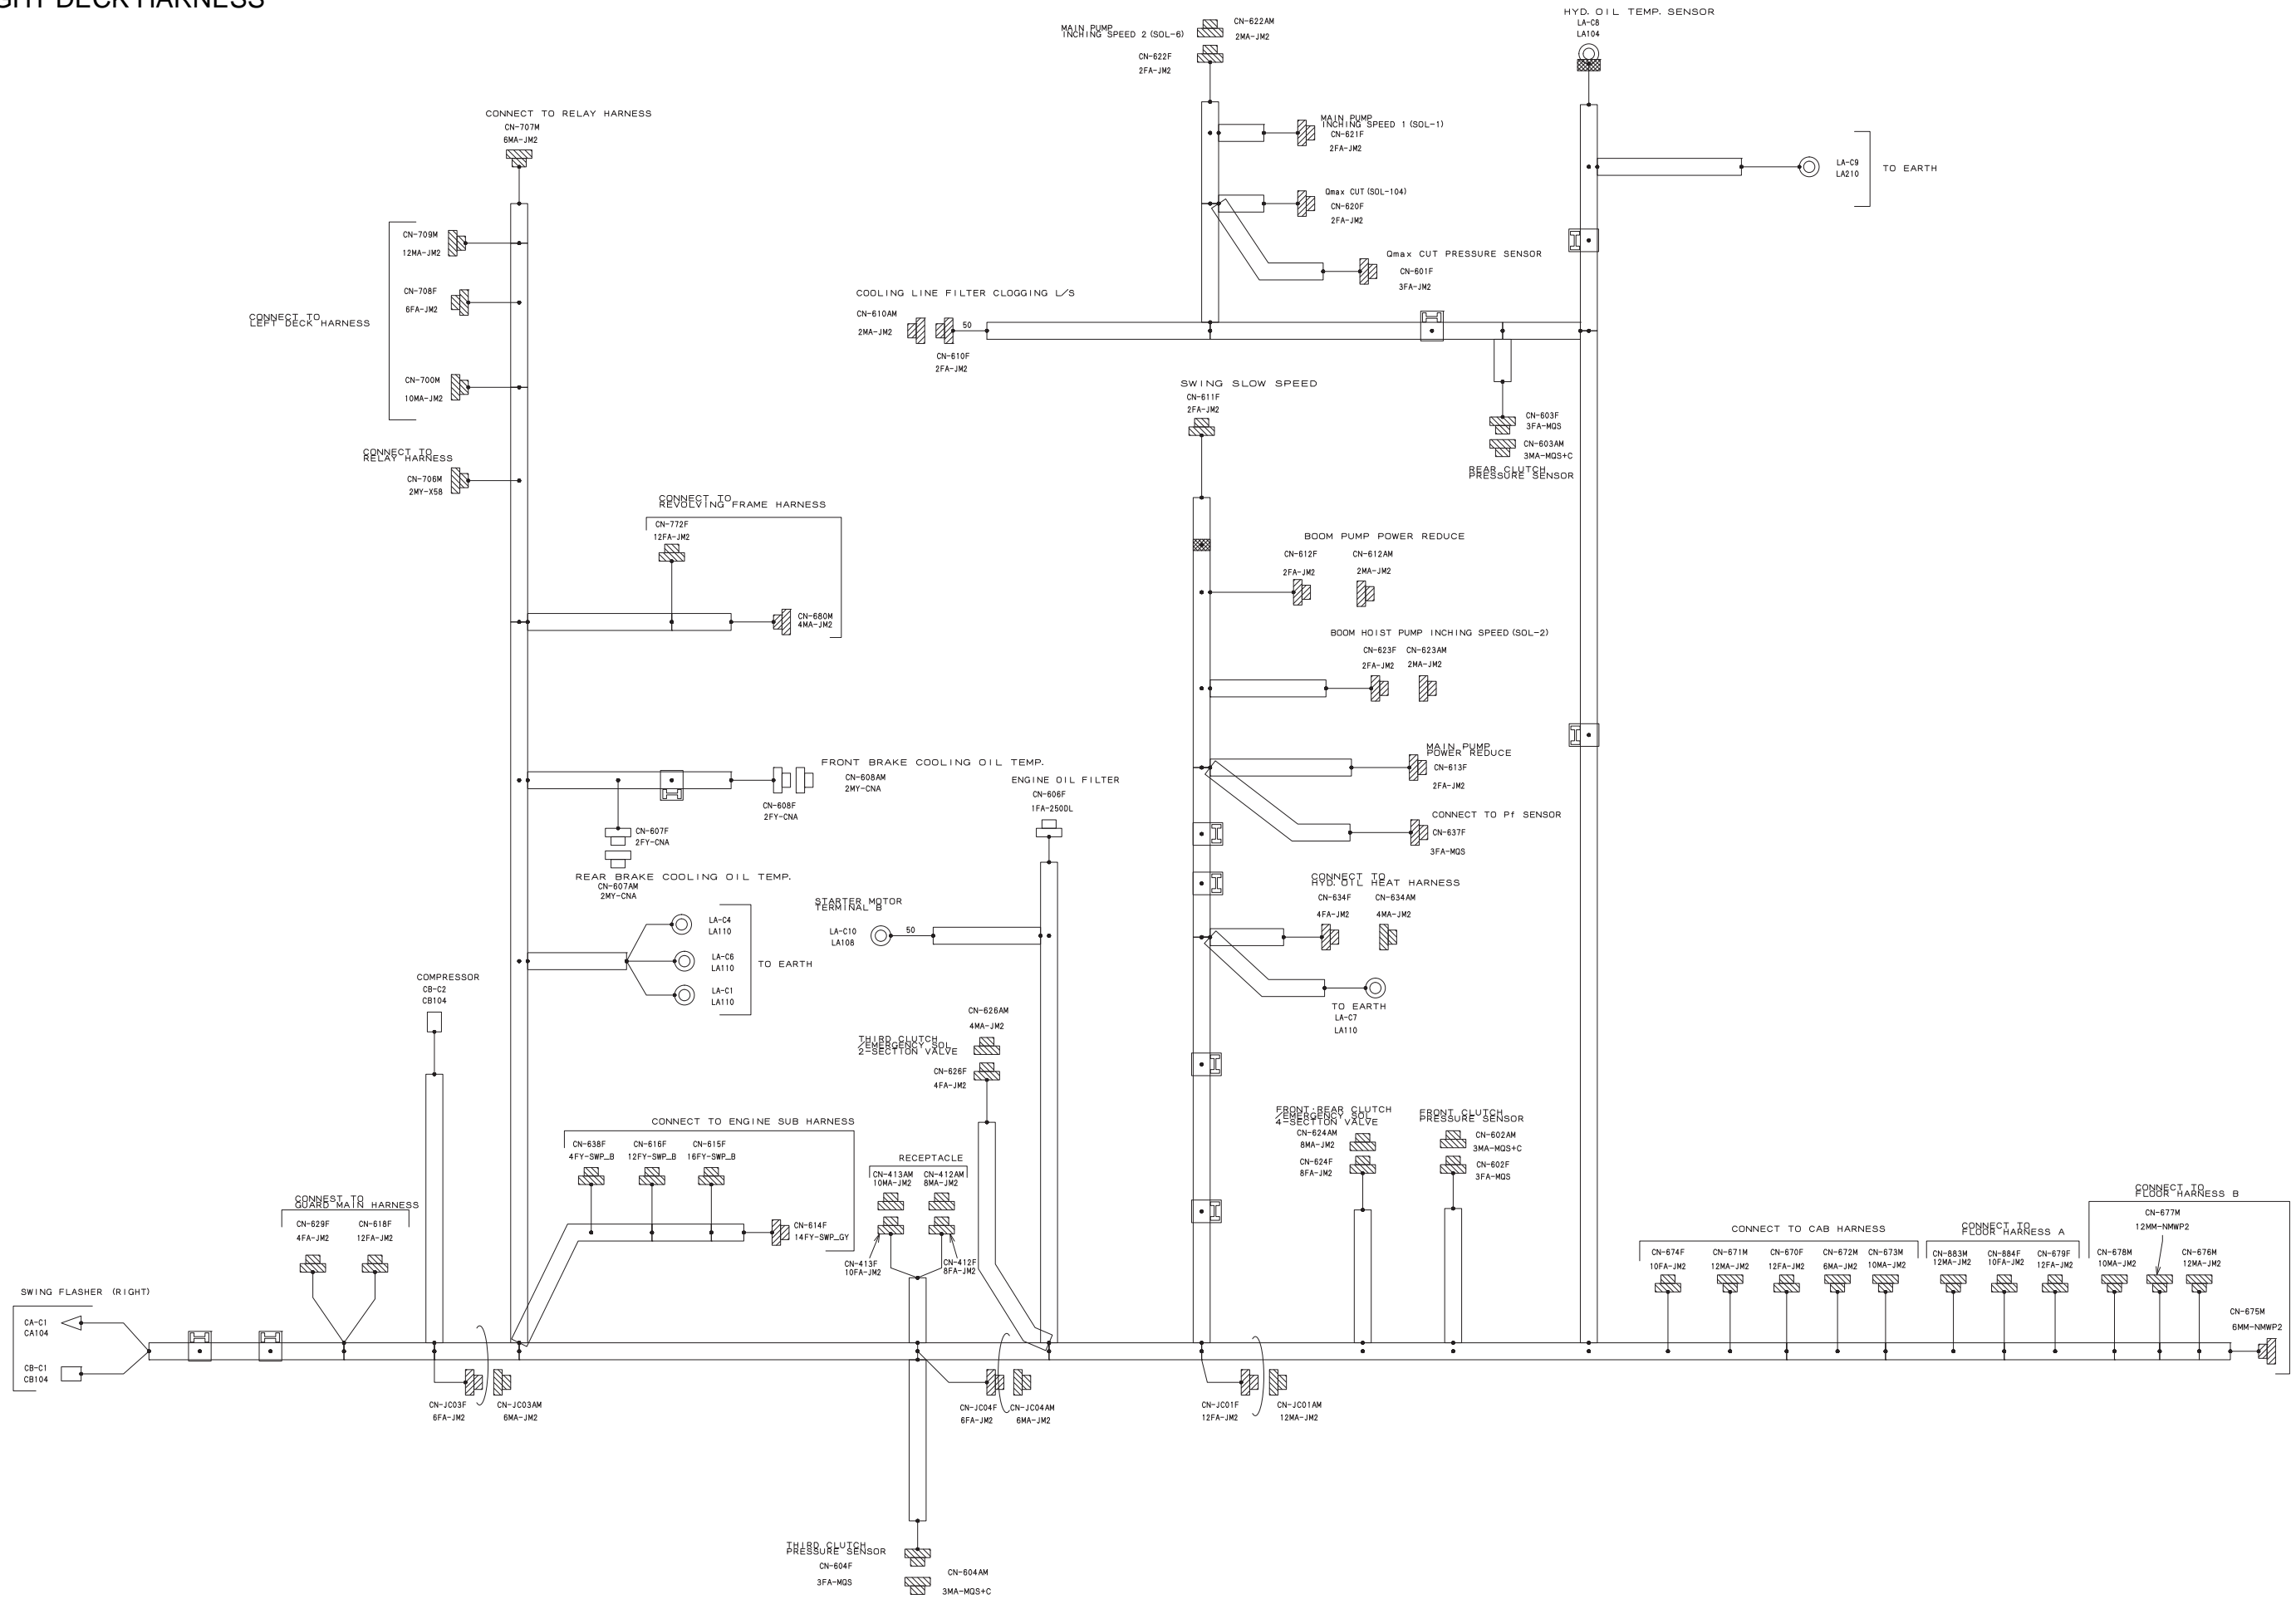 GHT DECK HARNESS
MAIN PUMP
INCHING SPEED 2 (SOL-6)
CN-622AM
2MA-JM2
CN-622F
2FA-JM2
HYD. OIL TEMP. SENSOR
LA-C8
LA104
CONNECT TO RELAY HARNESS
CN-707M
6MA-JM2
MAIN PUMP
INCHING SPEED 1 (SOL-1)
CN-621F
2FA-JM2
LA-C9
LA210
TO EARTH
Qmax CUT (SOL-104)
CN-620F
2FA-JM2
CN-709M
12MA-JM2
CN-708F
6FA-JM2
CONNECT TO
LEFT DECK HARNESS
CN-700M
10MA-JM2
Qmax CUT PRESSURE SENSOR
CN-601F
3FA-JM2
COOLING LINE FILTER CLOGGING L/S
CN-610AM
2MA-JM2
50
CN-610F
2FA-JM2
SWING SLOW SPEED
CN-611F
2FA-JM2
CN-603F
3FA-MQS
CN-603AM
3MA-MQS+C
REAR CLUTCH
PRESSURE SENSOR
CONNECT TO
RELAY HARNESS
CN-706M
2MY-X58
CONNECT TO
REVOLVING FRAME HARNESS
CN-772F
12FA-JM2
CN-680M
4MA-JM2
BOOM PUMP POWER REDUCE
CN-612F
2FA-JM2
CN-612AM
2MA-JM2
BOOM HOIST PUMP INCHING SPEED (SOL-2)
CN-623F
2FA-JM2
CN-623AM
2MA-JM2
MAIN PUMP
POWER REDUCE
CN-613F
2FA-JM2
CONNECT TO Pf SENSOR
CN-637F
3FA-MQS
FRONT BRAKE COOLING OIL TEMP.
CN-608AM
2MY-CNA
CN-608F
2FY-CNA
CN-607F
2FY-CNA
REAR BRAKE COOLING OIL TEMP.
CN-607AM
2MY-CNA
ENGINE OIL FILTER
CN-606F
1FA-250DL
CONNECT TO
HYD. OIL HEAT HARNESS
CN-634F
4FA-JM2
CN-634AM
4MA-JM2
STARTER MOTOR
TERMINAL B
LA-C10
LA108
50
LA-C4
LA110
LA-C6
LA110
LA-C1
LA110
TO EARTH
TO EARTH
LA-C7
LA110
COMPRESSOR
CB-C2
CB104
CN-626AM
4MA-JM2
THIRD CLUTCH
/EMERGENCY SOL
2-SECTION VALVE
CN-626F
4FA-JM2
CONNECT TO ENGINE SUB HARNESS
CN-638F
4FY-SWP_B
CN-616F
12FY-SWP_B
CN-615F
16FY-SWP_B
CN-614F
14FY-SWP_GY
RECEPTACLE
CN-413AM
10MA-JM2
CN-412AM
8MA-JM2
CN-413F
10FA-JM2
CN-412F
8FA-JM2
FRONT·REAR CLUTCH
/EMERGENCY SOL
4-SECTION VALVE
CN-624AM
8MA-JM2
CN-624F
8FA-JM2
FRONT CLUTCH
PRESSURE SENSOR
CN-602AM
3MA-MQS+C
CN-602F
3FA-MQS
CONNEST TO
GUARD MAIN HARNESS
CN-629F
4FA-JM2
CN-618F
12FA-JM2
SWING FLASHER (RIGHT)
CA-C1
CA104
CB-C1
CB104
CONNECT TO CAB HARNESS
CN-674F
10FA-JM2
CN-671M
12MA-JM2
CN-670F
12FA-JM2
CN-672M
6MA-JM2
CN-673M
10MA-JM2
CONNECT TO
FLOOR HARNESS A
CN-883M
12MA-JM2
CN-884F
10FA-JM2
CN-679F
12FA-JM2
CONNECT TO
FLOOR HARNESS B
CN-677M
12MM-NMWP2
CN-678M
10MA-JM2
CN-676M
12MA-JM2
CN-675M
6MM-NMWP2
CN-JC03F
6FA-JM2
CN-JC03AM
6MA-JM2
CN-JC04F
6FA-JM2
CN-JC04AM
6MA-JM2
CN-JC01F
12FA-JM2
CN-JC01AM
12MA-JM2
THIRD CLUTCH
PRESSURE SENSOR
CN-604F
3FA-MQS
CN-604AM
3MA-MQS+C